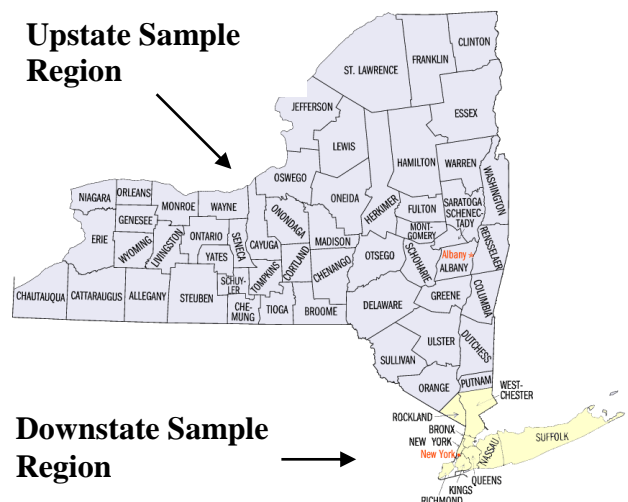 Upstate Sample
Region
CLINTON
FRANKLIN
ST. LAWRENCE
JEFFERSON
ESSEX
LEWIS
HAMILTON
WARREN
WASHINGTON
OSWEGO
ONEIDA
HERKIMER
NIAGARA
ORLEANS
MONROE
WAYNE
GENESEE
ERIE
WYOMING
LIVINGSTON
ONTARIO
YATES
SENECA
CAYUGA
ONONDAGA
MADISON
FULTON
MONT-
GOMERY
SARATOGA
SCHENEC-
TADY
RENSSELAER
Albany
ALBANY
SCHOHARIE
OTSEGO
CHENANGO
CORTLAND
TOMPKINS
SCHUY-
LER
CHAUTAUQUA
CATTARAUGUS
ALLEGANY
STEUBEN
CHE-
MUNG
TIOGA
BROOME
DELAWARE
GREENE
COLUMBIA
ULSTER
DUTCHESS
SULLIVAN
ORANGE
PUTNAM
WEST-
CHESTER
ROCKLAND
BRONX
NEW YORK
New York
NASSAU
SUFFOLK
QUEENS
KINGS
RICHMOND
Downstate Sample
Region